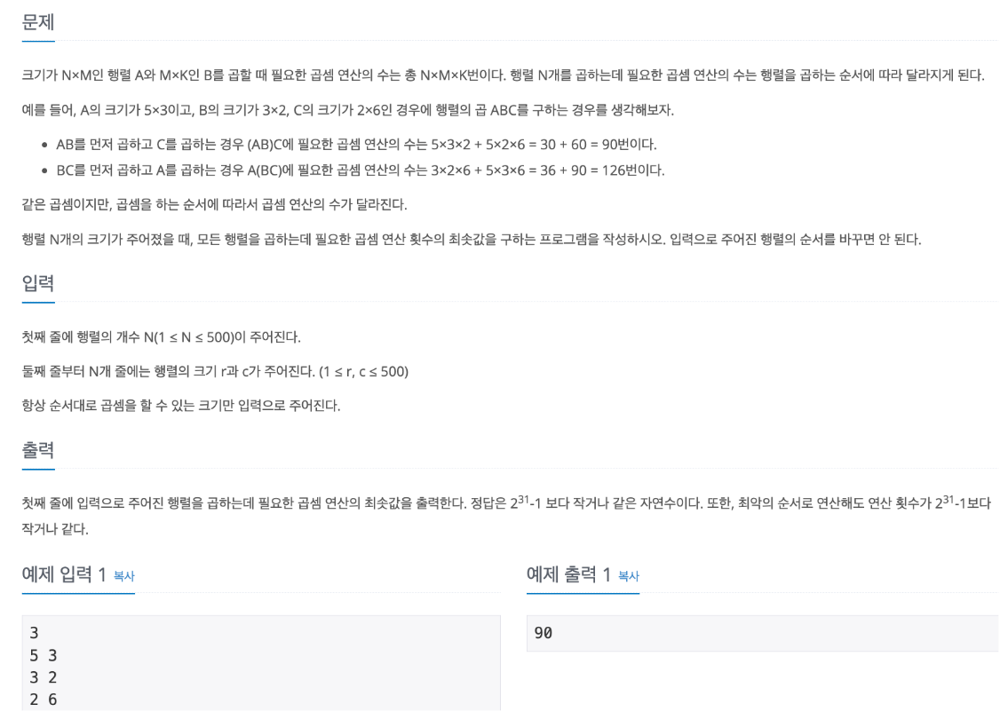 문제
크기가 N×M인 행렬 A와 M×K인 B를 곱할 때 필요한 곱셈 연산의 수는 총 N×M×K번이다. 행렬 N개를 곱하는데 필요한 곱셈 연산의 수는 행렬을 곱하는 순서에 따라 달라지게 된다.
예를 들어, A의 크기가 5×3이고, B의 크기가 3×2, C의 크기가 2×6인 경우에 행렬의 곱 ABC를 구하는 경우를 생각해보자.
• AB를 먼저 곱하고 C를 곱하는 경우 (AB)C에 필요한 곱셈 연산의 수는 5×3×2 + 5×2×6 = 30 + 60 = 90번이다.
• BC를 먼저 곱하고 A를 곱하는 경우 A(BC)에 필요한 곱셈 연산의 수는 3×2×6 + 5×3×6 = 36 + 90 = 126번이다.
같은 곱셈이지만, 곱셈을 하는 순서에 따라서 곱셈 연산의 수가 달라진다.
행렬 N개의 크기가 주어졌을 때, 모든 행렬을 곱하는데 필요한 곱셈 연산 횟수의 최솟값을 구하는 프로그램을 작성하시오. 입력으로 주어진 행렬의 순서를 바꾸면 안 된다.
입력
첫째 줄에 행렬의 개수 N(1 ≤ N ≤ 500)이 주어진다.
둘째 줄부터 N개 줄에는 행렬의 크기 r과 c가 주어진다. (1 ≤ r, c ≤ 500)
항상 순서대로 곱셈을 할 수 있는 크기만 입력으로 주어진다.
출력
첫째 줄에 입력으로 주어진 행렬을 곱하는데 필요한 곱셈 연산의 최솟값을 출력한다. 정답은 2³¹-1 보다 작거나 같은 자연수이다. 또한, 최악의 순서로 연산해도 연산 횟수가 2³¹-1보다
작거나 같다.
예제 입력 1 복사
3
5 3
3 2
2 6
예제 출력 1 복사
90